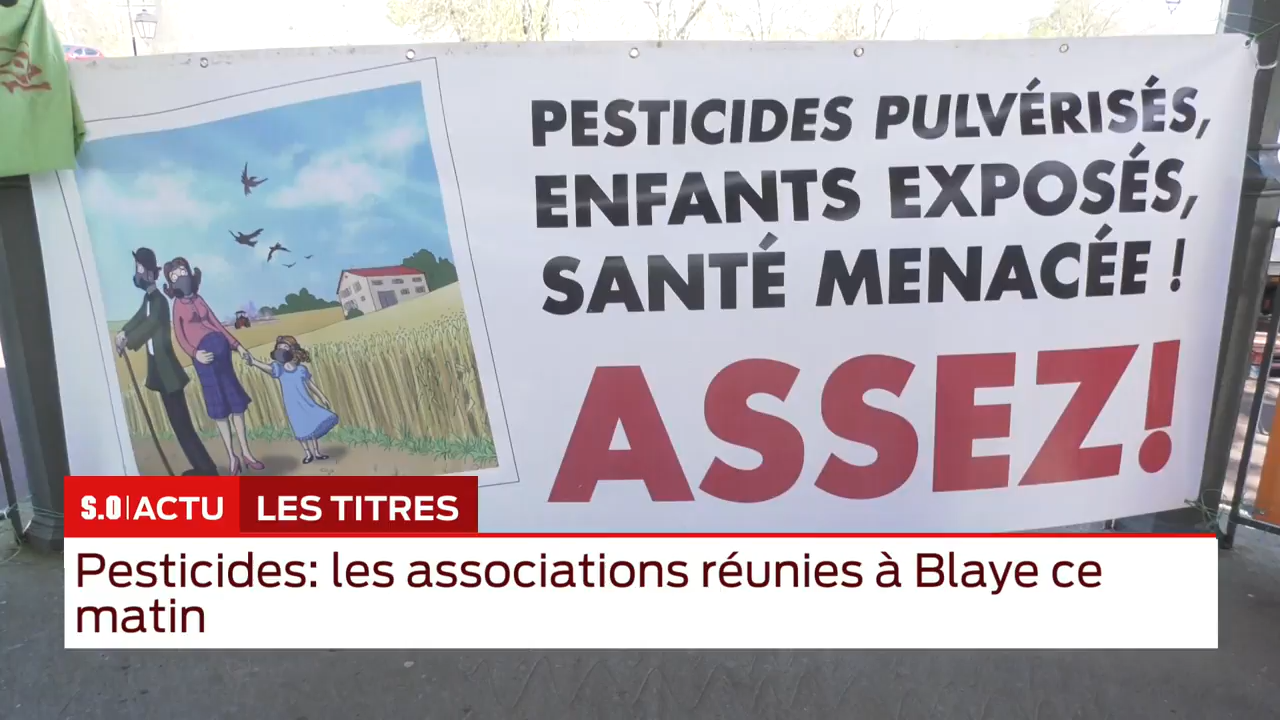 PESTICIDES PULVÉRISÉS,
ENFANTS EXPOSÉS,
SANTÉ MENACÉE !
ASSEZ!
S.O ACTU LES TITRES
Pesticides: les associations réunies à Blaye ce
matin